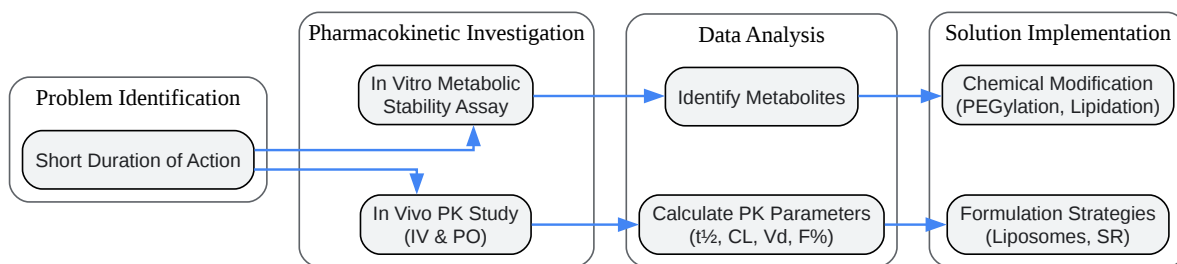 Problem Identification
Short Duration of Action
Pharmacokinetic Investigation
In Vitro Metabolic
Stability Assay
In Vivo PK Study
(IV & PO)
Data Analysis
Identify Metabolites
Calculate PK Parameters
(t½, CL, Vd, F%)
Solution Implementation
Chemical Modification
(PEGylation, Lipidation)
Formulation Strategies
(Liposomes, SR)